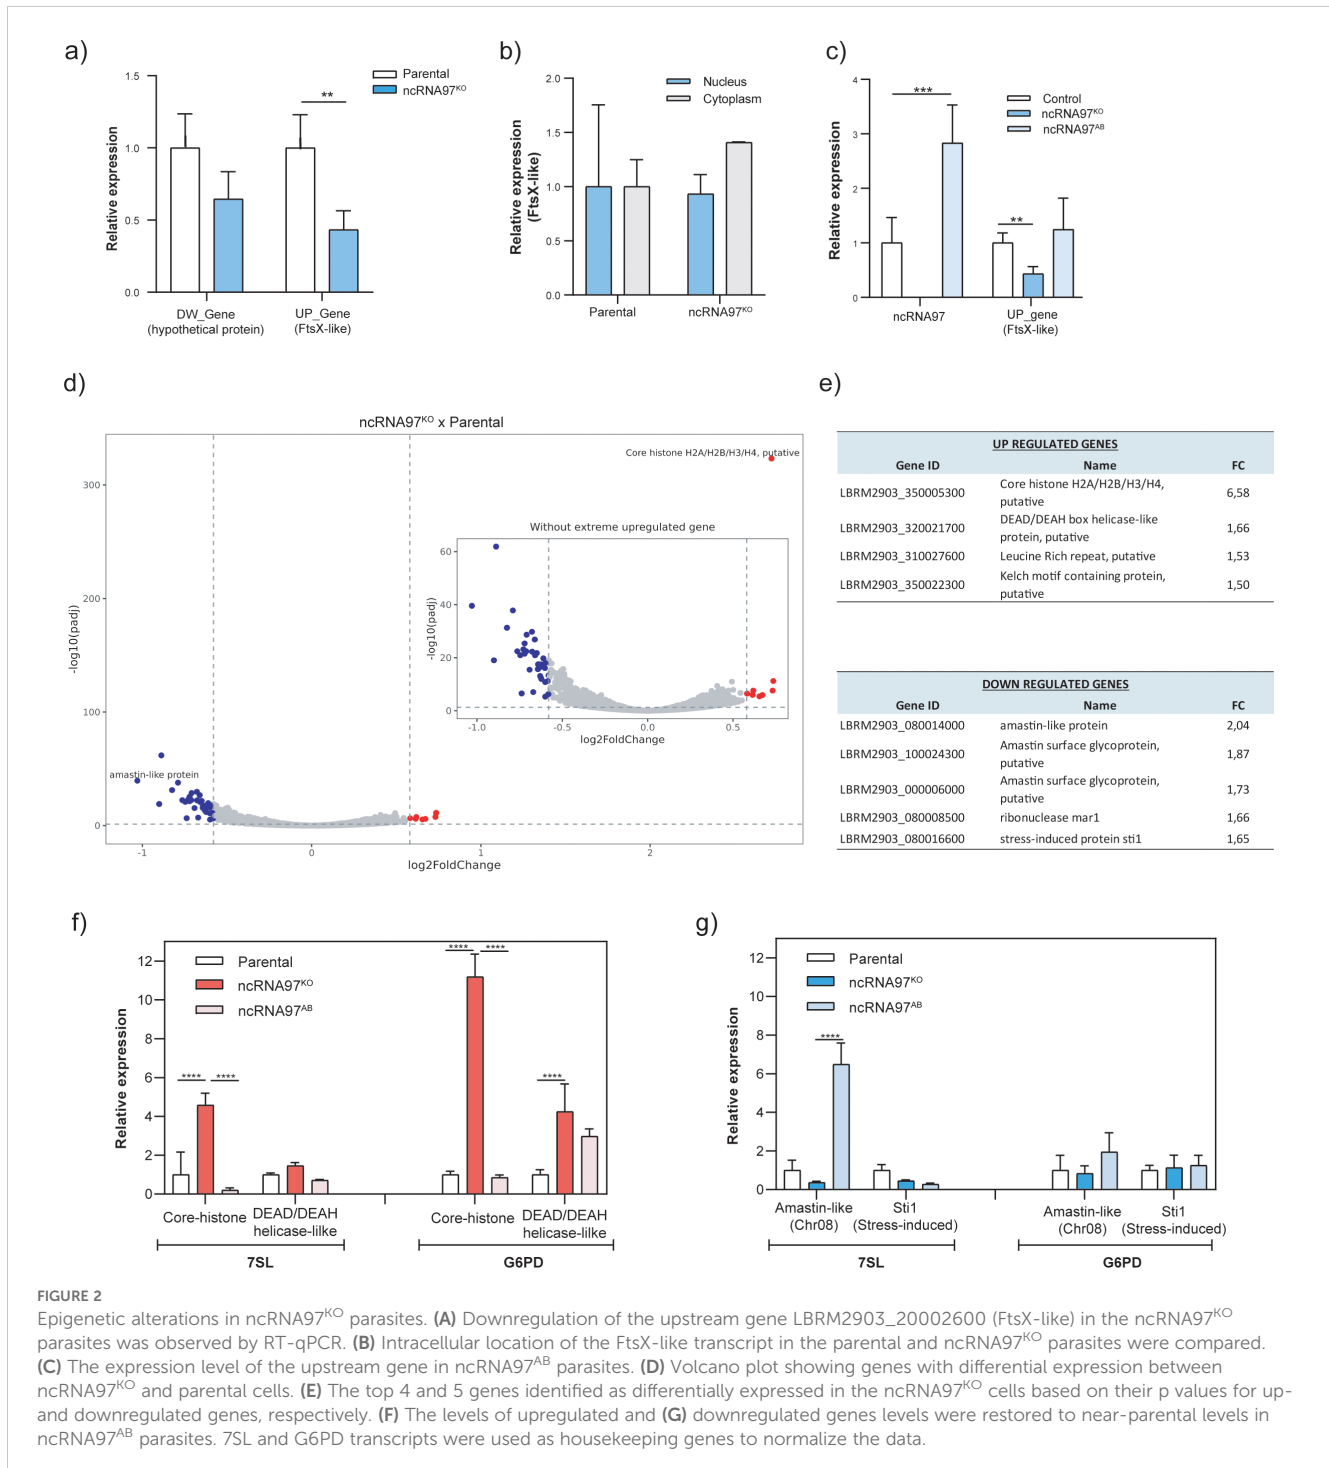 a)
1.5
1.0
0.5
0.0
Relative expression
Parental
ncRNA97KO
**
DW_Gene
(hypothetical protein)
UP_Gene
(FtsX-like)
b)
2.0
1.5
1.0
0.5
0.0
Relative expression
(FtsX-like)
Nucleus
Cytoplasm
Parental
ncRNA97KO
c)
4
3
2
1
0
Relative expression
***
Control
ncRNA97KO
ncRNA97AB
**
ncRNA97
UP_gene
(FtsX-like)
d)
ncRNA97KO x Parental
Core histone H2A/H2B/H3/H4, putative
300
200
100
0
-log10(padj)
amastin-like protein
-1
0
1
2
log2FoldChange
Without extreme upregulated gene
60
40
20
0
-log10(padj)
-1.0
-0.5
0.0
0.5
log2FoldChange
e)
UP REGULATED GENES
Gene ID Name FC
LBRM2903_350005300 Core histone H2A/H2B/H3/H4, 6,58
putative
LBRM2903_320021700 DEAD/DEAH box helicase-like 1,66
protein, putative
LBRM2903_310027600 Leucine Rich repeat, putative 1,53
LBRM2903_350022300 Kelch motif containing protein, 1,50
putative
DOWN REGULATED GENES
Gene ID Name FC
LBRM2903_080014000 amastin-like protein 2,04
LBRM2903_100024300 Amastin surface glycoprotein, 1,87
putative
LBRM2903_000006000 Amastin surface glycoprotein, 1,73
putative
LBRM2903_080008500 ribonuclease mar1 1,66
LBRM2903_080016600 stress-induced protein sti1 1,65
f)
12
10
8
6
4
2
0
Relative expression
Parental
ncRNA97KO
ncRNA97AB
**** ****
**** ****
****
Core-histone
DEAD/DEAH
helicase-lilke
Core-histone
DEAD/DEAH
helicase-lilke
7SL
G6PD
g)
12
10
8
6
4
2
0
Relative expression
Parental
ncRNA97KO
ncRNA97AB
****
Amastin-like
(Chr08)
Sti1
(Stress-induced)
Amastin-like
(Chr08)
Sti1
(Stress-induced)
7SL
G6PD
FIGURE 2
Epigenetic alterations in ncRNA97KO parasites. (A) Downregulation of the upstream gene LBRM2903_20002600 (FtsX-like) in the ncRNA97KO
parasites was observed by RT-qPCR. (B) Intracellular location of the FtsX-like transcript in the parental and ncRNA97KO parasites were compared.
(C) The expression level of the upstream gene in ncRNA97AB parasites. (D) Volcano plot showing genes with differential expression between
ncRNA97KO and parental cells. (E) The top 4 and 5 genes identified as differentially expressed in the ncRNA97KO cells based on their p values for up-
and downregulated genes, respectively. (F) The levels of upregulated and (G) downregulated genes levels were restored to near-parental levels in
ncRNA97AB parasites. 7SL and G6PD transcripts were used as housekeeping genes to normalize the data.